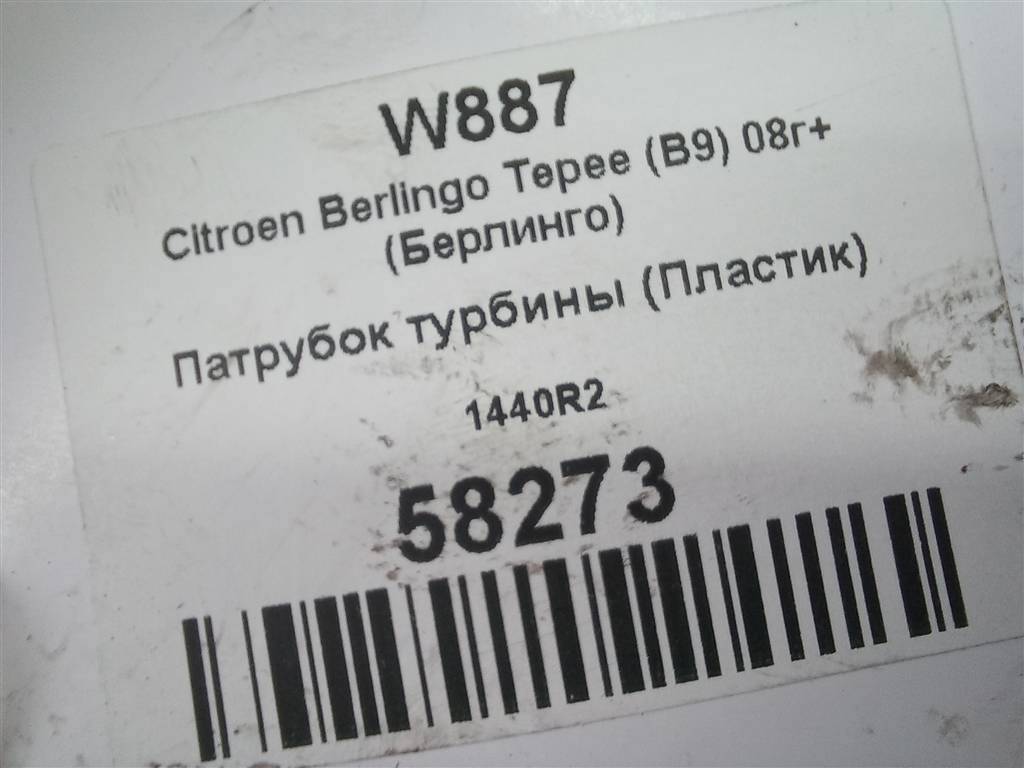 W887
Citroen Berlingo Tepee (B9) 08г+
(Берлинго)
Патрубок турбины (Пластик)
1440R2
58273